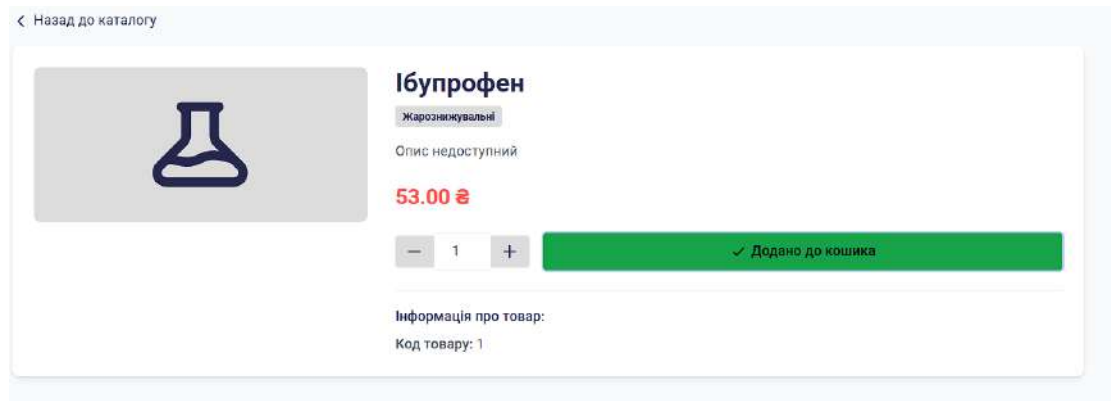 Назад до каталогу
Ібупрофен
Жарознижувальні
Опис недоступний
53.00 ₴
1
Додано до кошика
Інформація про товар:
Код товару: 1